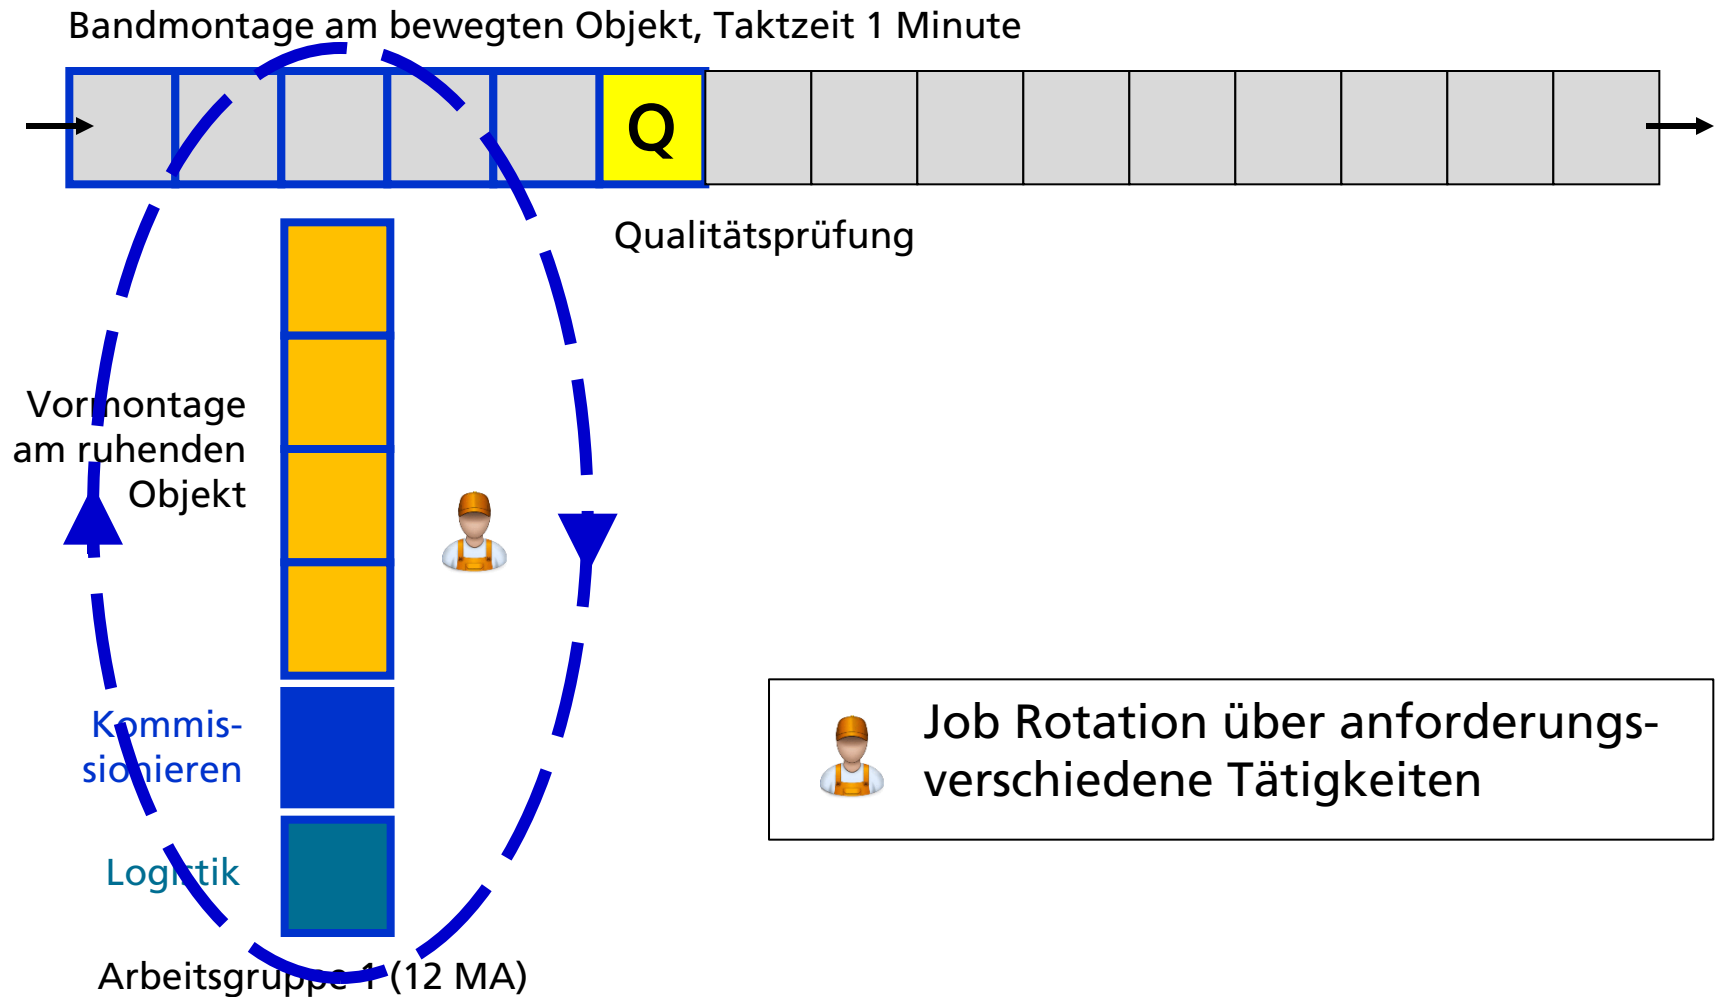 Bandmontage am bewegten Objekt, Taktzeit 1 Minute
Q
Qualitätsprüfung
Vormontage
am ruhenden
Objekt
Kommis-
sionieren
Logistik
Job Rotation über anforderungs-
verschiedene Tätigkeiten
Arbeitsgruppe 1 (12 MA)